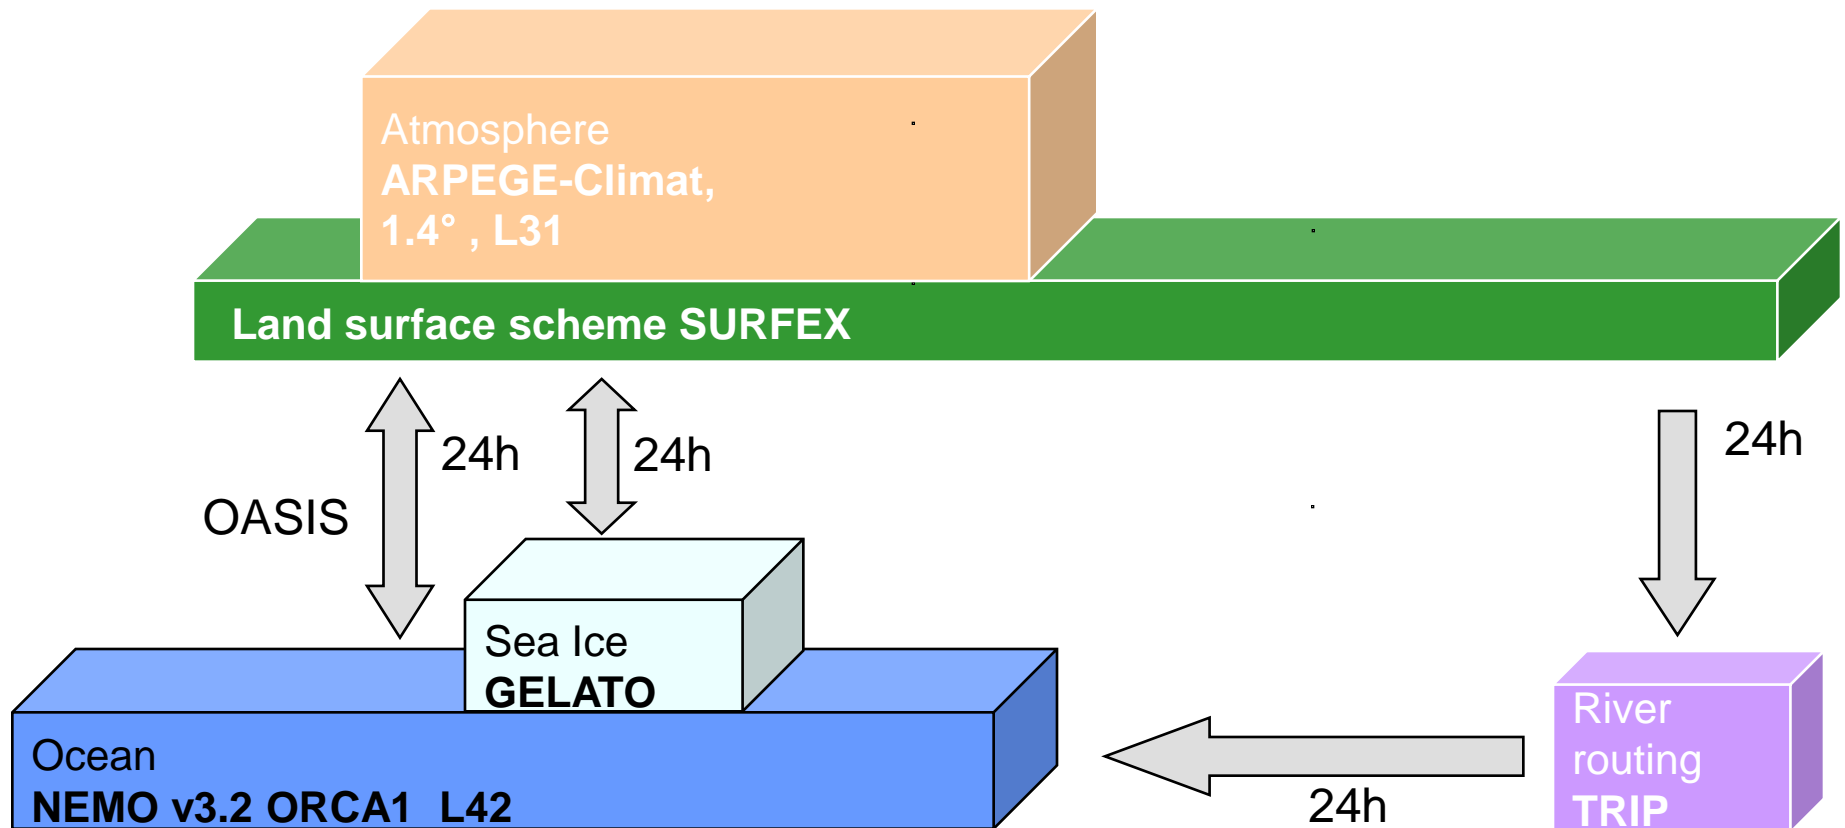 Atmosphere
ARPEGE-Climat,
1.4° , L31
Land surface scheme SURFEX
24h
24h
24h
OASIS
Sea Ice
GELATO
Ocean
NEMO v3.2 ORCA1 L42
River
routing
TRIP
24h